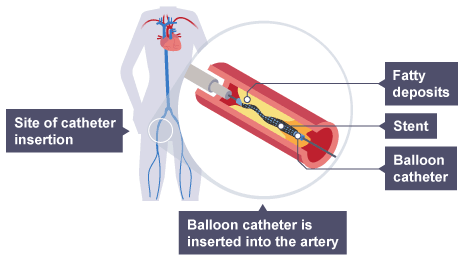 Fatty
deposits
Site of catheter
insertion
Stent
Balloon
catheter
Balloon catheter is
inserted into the artery